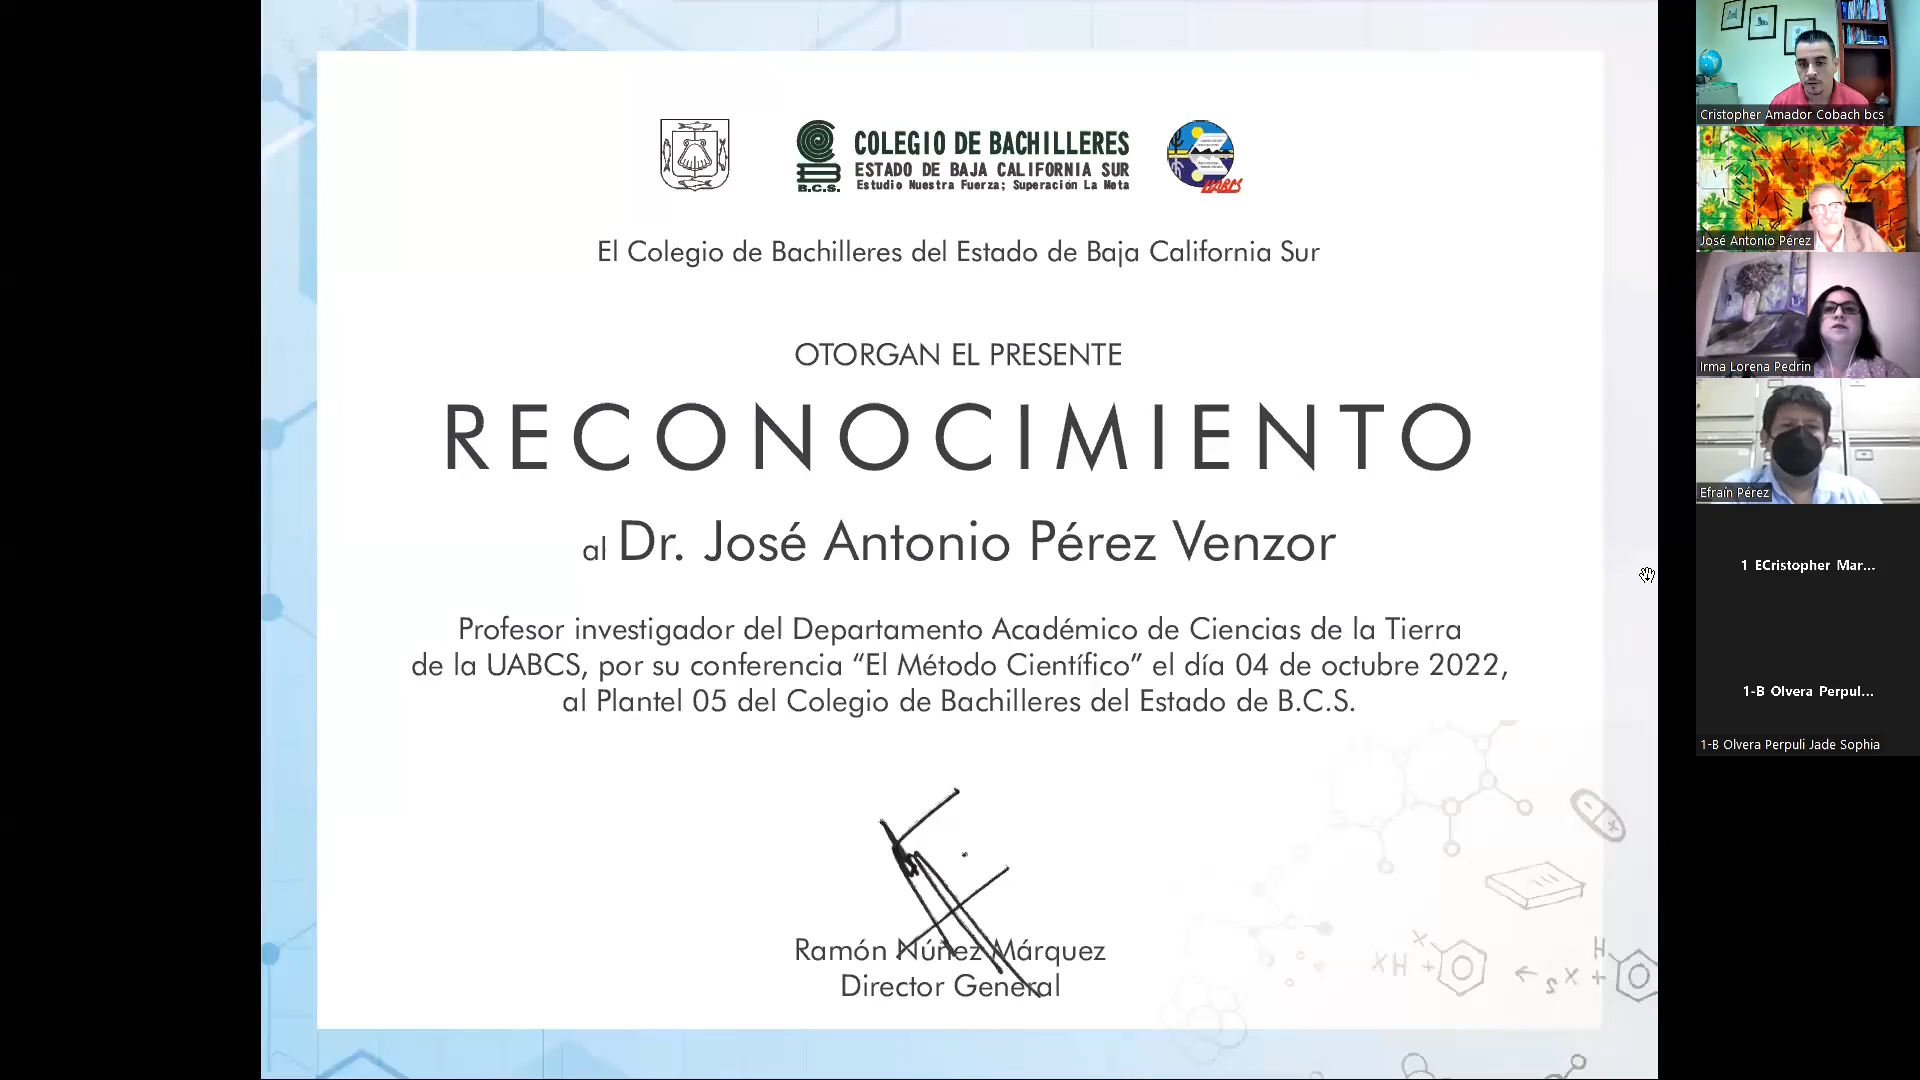 B.C.S.
COLEGIO DE BACHILLERES
ESTADO DE BAJA CALIFORNIA SUR
Estudio Nuestra Fuerza; Superación La Meta
UABCS
El Colegio de Bachilleres del Estado de Baja California Sur
OTORGAN EL PRESENTE
RECONOCIMIENTO
al Dr. José Antonio Pérez Venzor
Profesor investigador del Departamento Académico de Ciencias de la Tierra
de la UABCS, por su conferencia “El Método Científico” el día 04 de octubre 2022,
al Plantel 05 del Colegio de Bachilleres del Estado de B.C.S.
Ramón Núñez Márquez
Director General
XH +
X
← S X +
H
Cristopher Amador Cobach bcs
José Antonio Pérez
Irma Lorena Pedrin
Efraín Pérez
1 ECristopher Mar...
1-B Olvera Perpul...
1-B Olvera Perpuli Jade Sophia